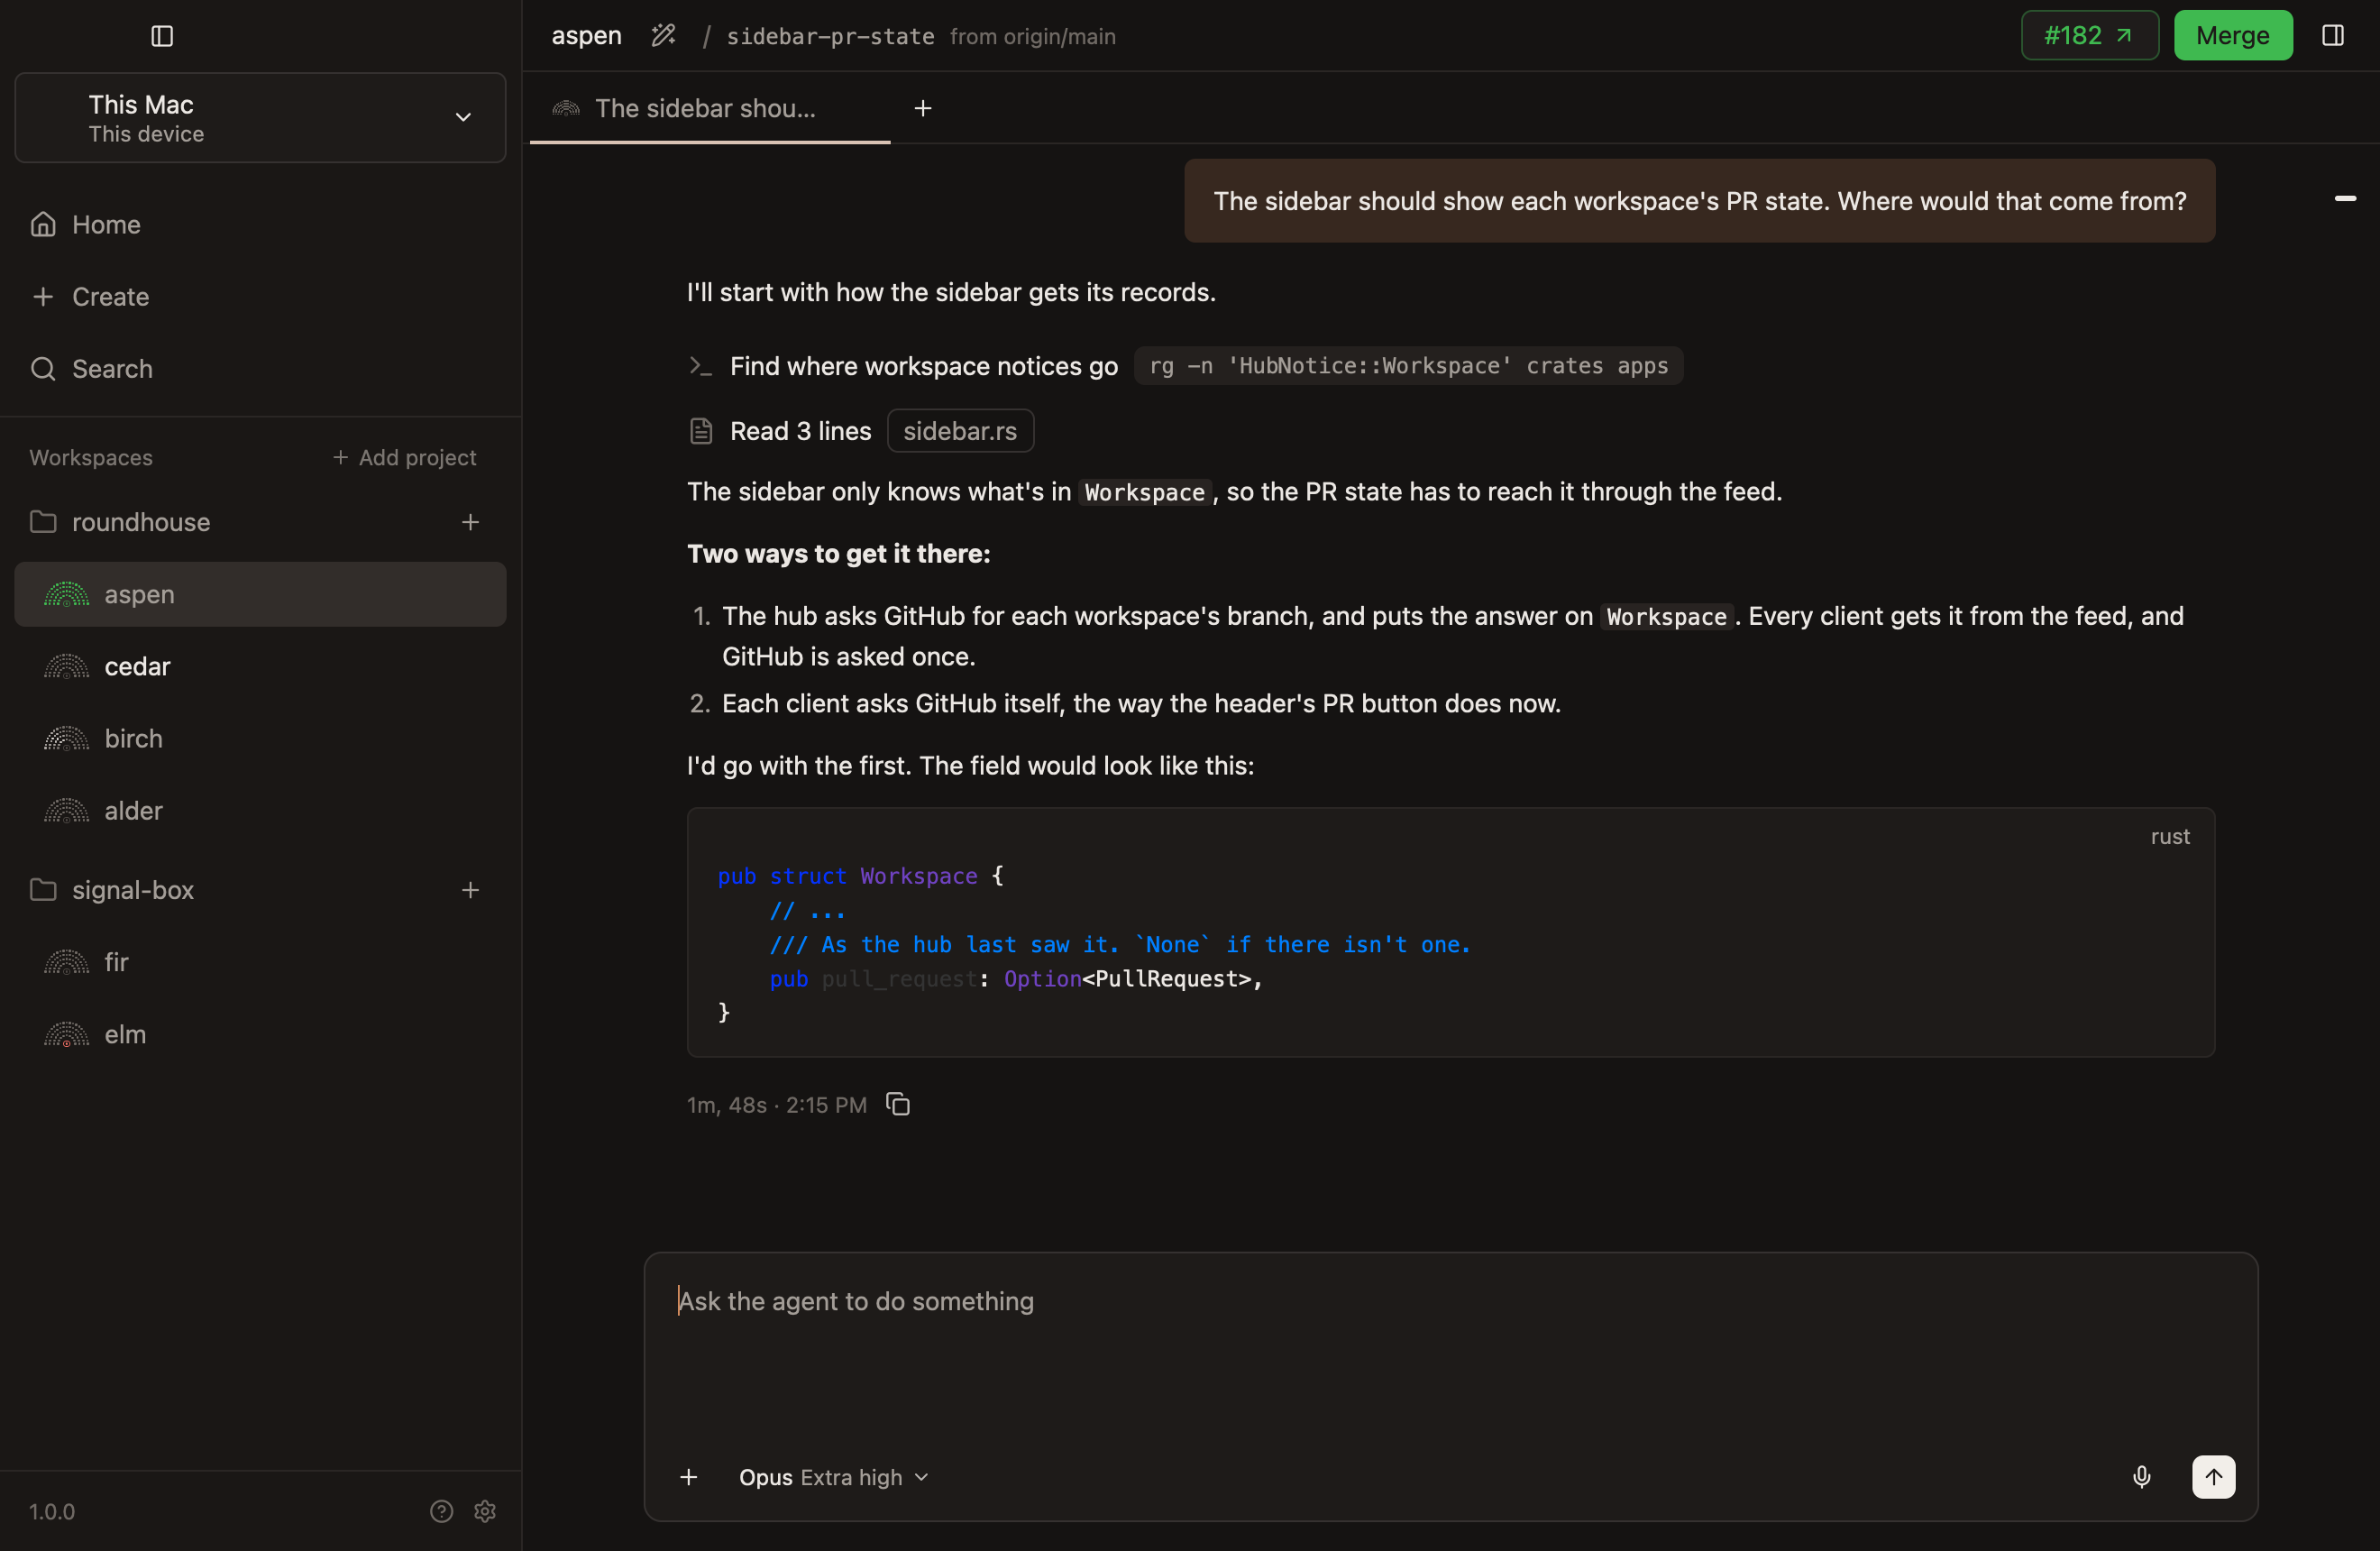 This Mac
This device
Home
Create
Search
Workspaces
+ Add project
roundhouse
aspen
cedar
birch
alder
signal-box
fir
elm
1.0.0
aspen / sidebar-pr-state from origin/main
#182
Merge
The sidebar shou...
The sidebar should show each workspace's PR state. Where would that come from?
I'll start with how the sidebar gets its records.
Find where workspace notices go rg -n 'HubNotice::Workspace' crates apps
Read 3 lines sidebar.rs
The sidebar only knows what's in Workspace, so the PR state has to reach it through the feed.
Two ways to get it there:
1. The hub asks GitHub for each workspace's branch, and puts the answer on Workspace. Every client gets it from the feed, and
GitHub is asked once.
2. Each client asks GitHub itself, the way the header's PR button does now.
I'd go with the first. The field would look like this:
rust
pub struct Workspace {
    // ...
    /// As the hub last saw it. `None` if there isn't one.
    pub pull_request: Option<PullRequest>,
}
1m, 48s · 2:15 PM
Ask the agent to do something
Opus Extra high